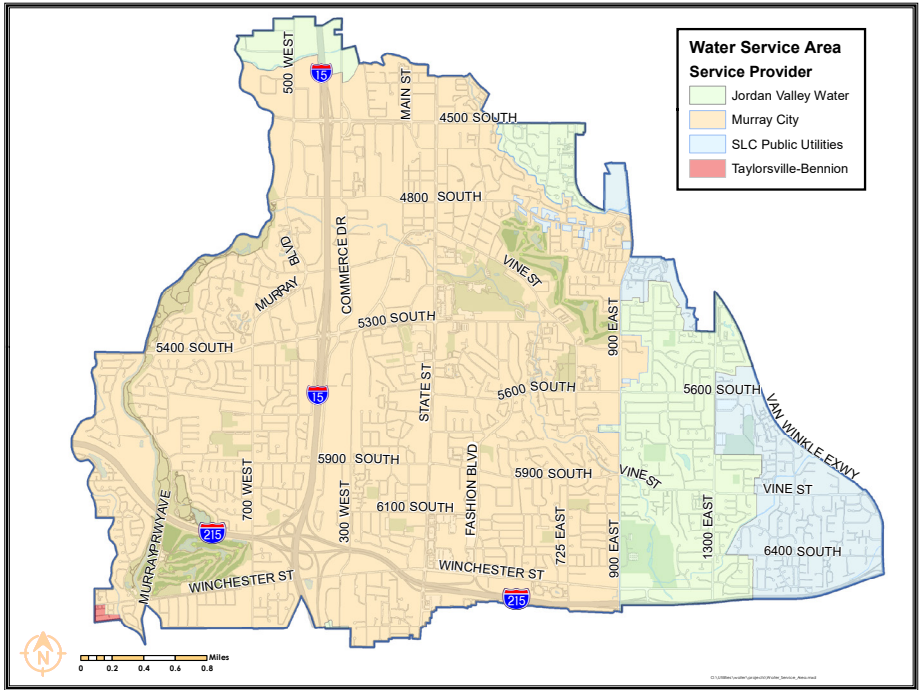 Water Service Area
Service Provider
Jordan Valley Water
Murray City
SLC Public Utilities
Taylorsville-Bennion
500 WEST
15
MAIN ST
4500 SOUTH
4800 SOUTH
MURRAY BLVD
COMMERCE DR
VINE ST
5300 SOUTH
900 EAST
5400 SOUTH
STATE ST
5600 SOUTH
5600 SOUTH
15
VAN WINKLE EXWY
5900 SOUTH
FASHION BLVD
5900 SOUTH
VINE ST
VINE ST
700 WEST
300 WEST
6100 SOUTH
1300 EAST
MURRAY PRWY AVE
215
725 EAST
900 EAST
6400 SOUTH
WINCHESTER ST
WINCHESTER ST
215
N
Miles
0 0.2 0.4 0.6 0.8